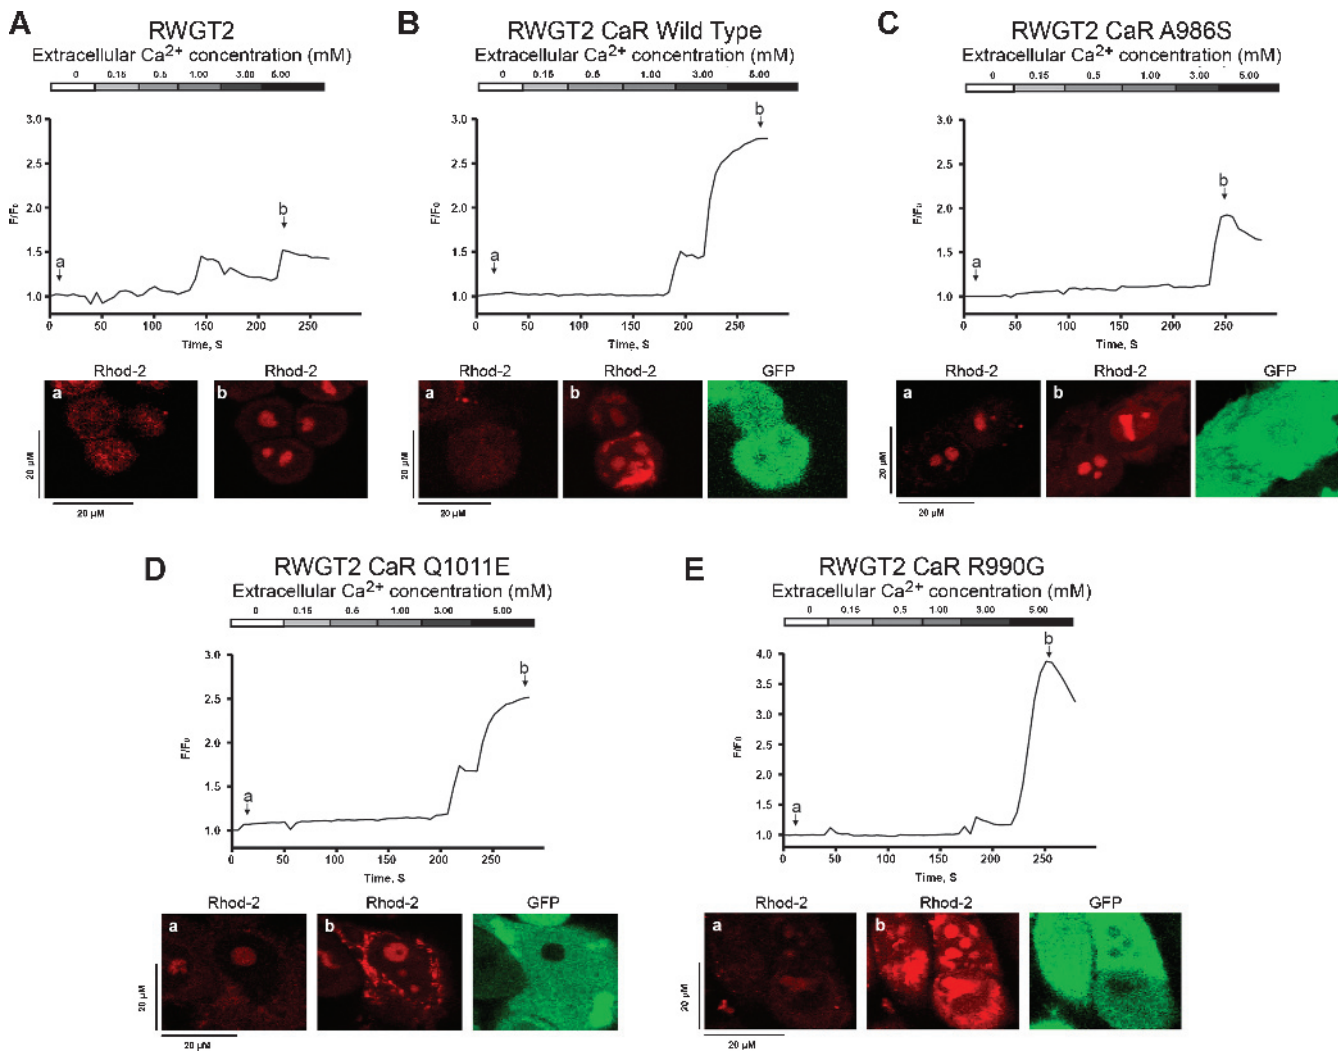 A
RWGT2
Extracellular Ca2+ concentration (mM)
0 0.15 0.5 1.00 3.00 5.00
3.0
2.5
2.0
1.5
1.0
F/F0
a
b
0 50 100 150 200 250 300
Time, S
Rhod-2 Rhod-2
a b
20 µM
20 µM
B
RWGT2 CaR Wild Type
Extracellular Ca2+ concentration (mM)
0 0.15 0.5 1.00 3.00 5.00
3.0
2.5
2.0
1.5
1.0
F/F0
a
b
0 50 100 150 200 250
Time, S
Rhod-2 Rhod-2 GFP
a b
20 µM
20 µM
C
RWGT2 CaR A986S
Extracellular Ca2+ concentration (mM)
0 0.15 0.5 1.00 3.00 5.00
3.0
2.5
2.0
1.5
1.0
F/F0
a
b
0 50 100 150 200 250
Time, S
Rhod-2 Rhod-2 GFP
a b
20 µM
20 µM
D
RWGT2 CaR Q1011E
Extracellular Ca2+ concentration (mM)
0 0.15 0.6 1.00 3.00 5.00
3.0
2.5
2.0
1.5
1.0
F/F0
a
b
0 50 100 150 200 250
Time, S
Rhod-2 Rhod-2 GFP
a b
20 µM
20 µM
E
RWGT2 CaR R990G
Extracellular Ca2+ concentration (mM)
0 0.15 0.5 1.00 3.00 5.00
4.0
3.5
3.0
2.5
2.0
1.5
1.0
F/F0
a
b
0 50 100 150 200 250
Time, S
Rhod-2 Rhod-2 GFP
a b
20 µM
20 µM